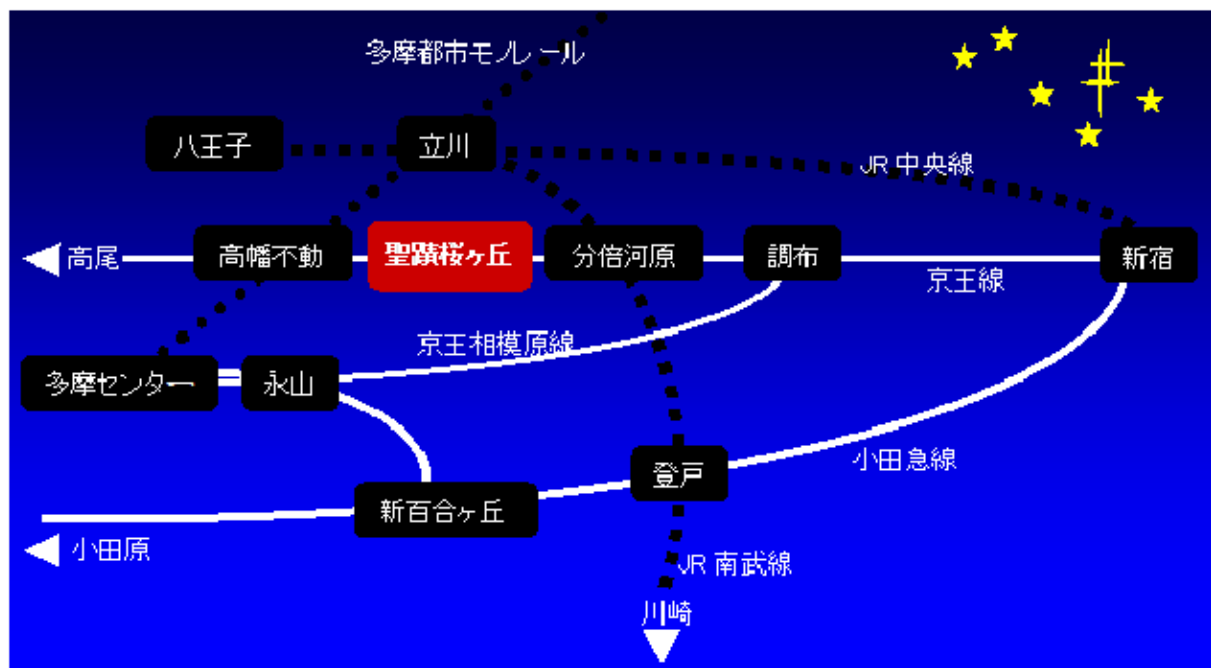 多摩都市モノレール
八王子
立川
JR 中央線
高尾
高幡不動
聖蹟桜ヶ丘
分倍河原
調布
新宿
京王線
京王相模原線
多摩センター
永山
小田急線
登戸
新百合ヶ丘
小田原
JR 南武線
川崎